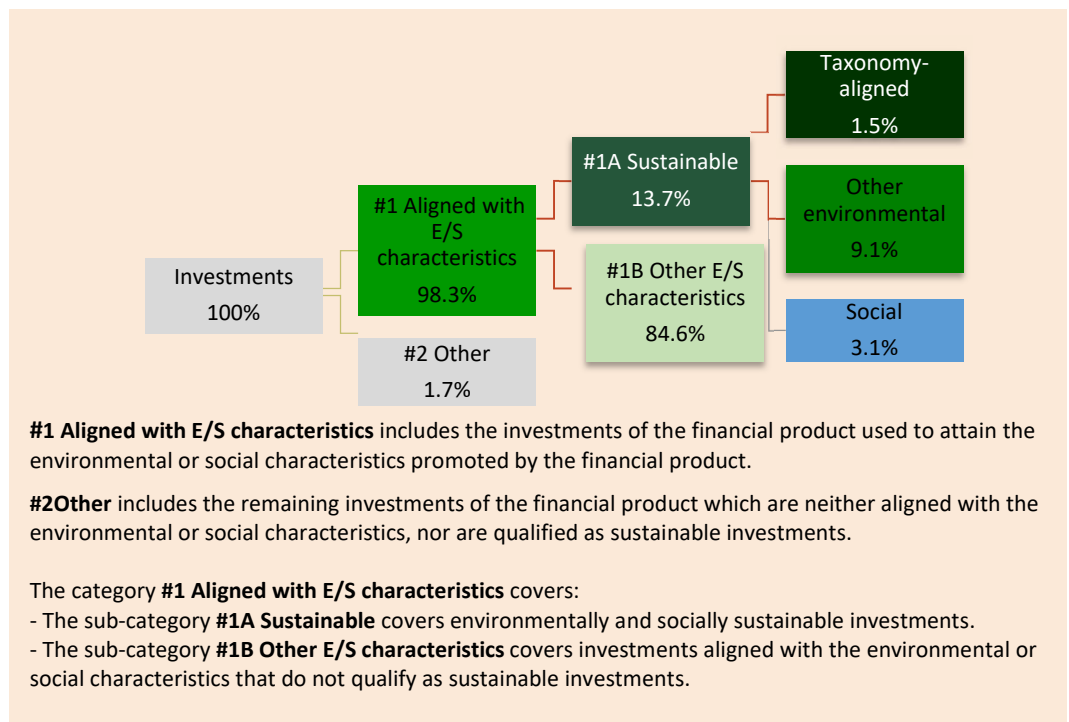 Taxonomy-
aligned
1.5%
#1A Sustainable
13.7%
Other
environmental
9.1%
#1 Aligned with
E/S
characteristics
98.3%
#1B Other E/S
characteristics
84.6%
Investments
100%
Social
3.1%
#2 Other
1.7%
#1 Aligned with E/S characteristics includes the investments of the financial product used to attain the
environmental or social characteristics promoted by the financial product.
#2Other includes the remaining investments of the financial product which are neither aligned with the
environmental or social characteristics, nor are qualified as sustainable investments.
The category #1 Aligned with E/S characteristics covers:
- The sub-category #1A Sustainable covers environmentally and socially sustainable investments.
- The sub-category #1B Other E/S characteristics covers investments aligned with the environmental or
social characteristics that do not qualify as sustainable investments.